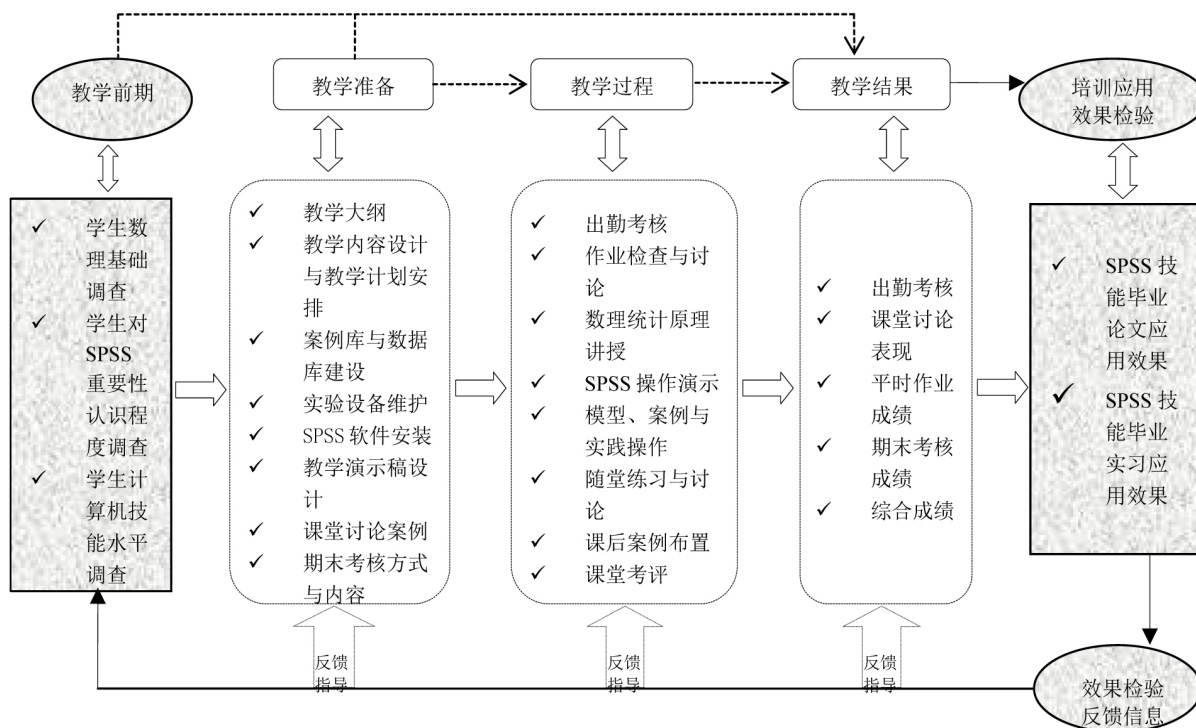 教学前期
教学准备
教学过程
教学结果
培训应用
效果检验
✓ 学生数
理基础
调查
✓ 学生对
SPSS
重要性
认识程
度调查
✓ 学生计
算机技
能水平
调查
✓ 教学大纲
✓ 教学内容设计
与教学计划安
排
✓ 案例库与数据
库建设
✓ 实验设备维护
✓ SPSS 软件安装
✓ 教学演示稿设
计
✓ 课堂讨论案例
✓ 期末考核方式
与内容
✓ 出勤考核
✓ 作业检查与讨
论
✓ 数理统计原理
讲授
✓ SPSS 操作演示
✓ 模型、案例与
实践操作
✓ 随堂练习与讨
论
✓ 课后案例布置
✓ 课堂考评
✓ 出勤考核
✓ 课堂讨论
表现
✓ 平时作业
成绩
✓ 期末考核
成绩
✓ 综合成绩
✓ SPSS 技
能毕业
论文应
用效果
✓ SPSS 技
能毕业
实习应
用效果
反馈
指导
反馈
指导
反馈
指导
效果检验
反馈信息